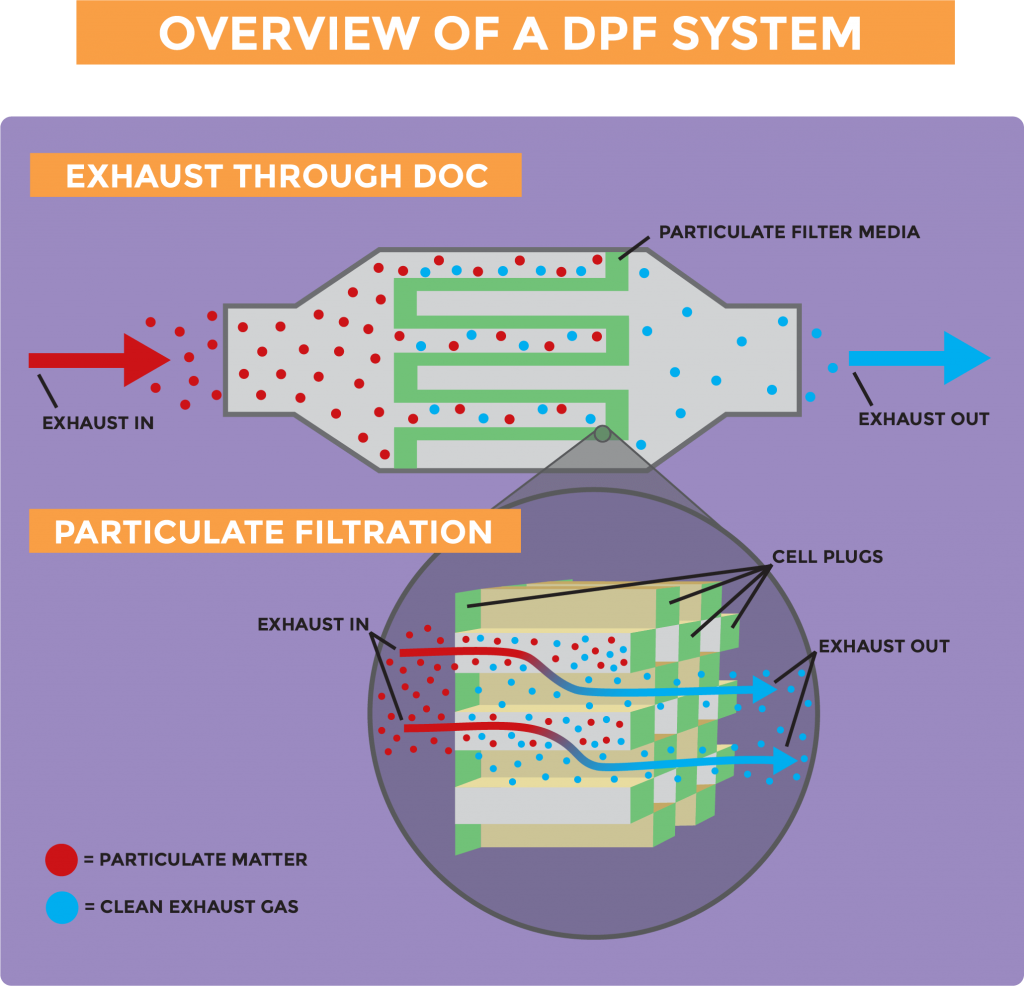 OVERVIEW OF A DPF SYSTEM
EXHAUST THROUGH DOC
PARTICULATE FILTER MEDIA
EXHAUST IN
EXHAUST OUT
PARTICULATE FILTRATION
CELL PLUGS
EXHAUST IN
EXHAUST OUT
= PARTICULATE MATTER
= CLEAN EXHAUST GAS